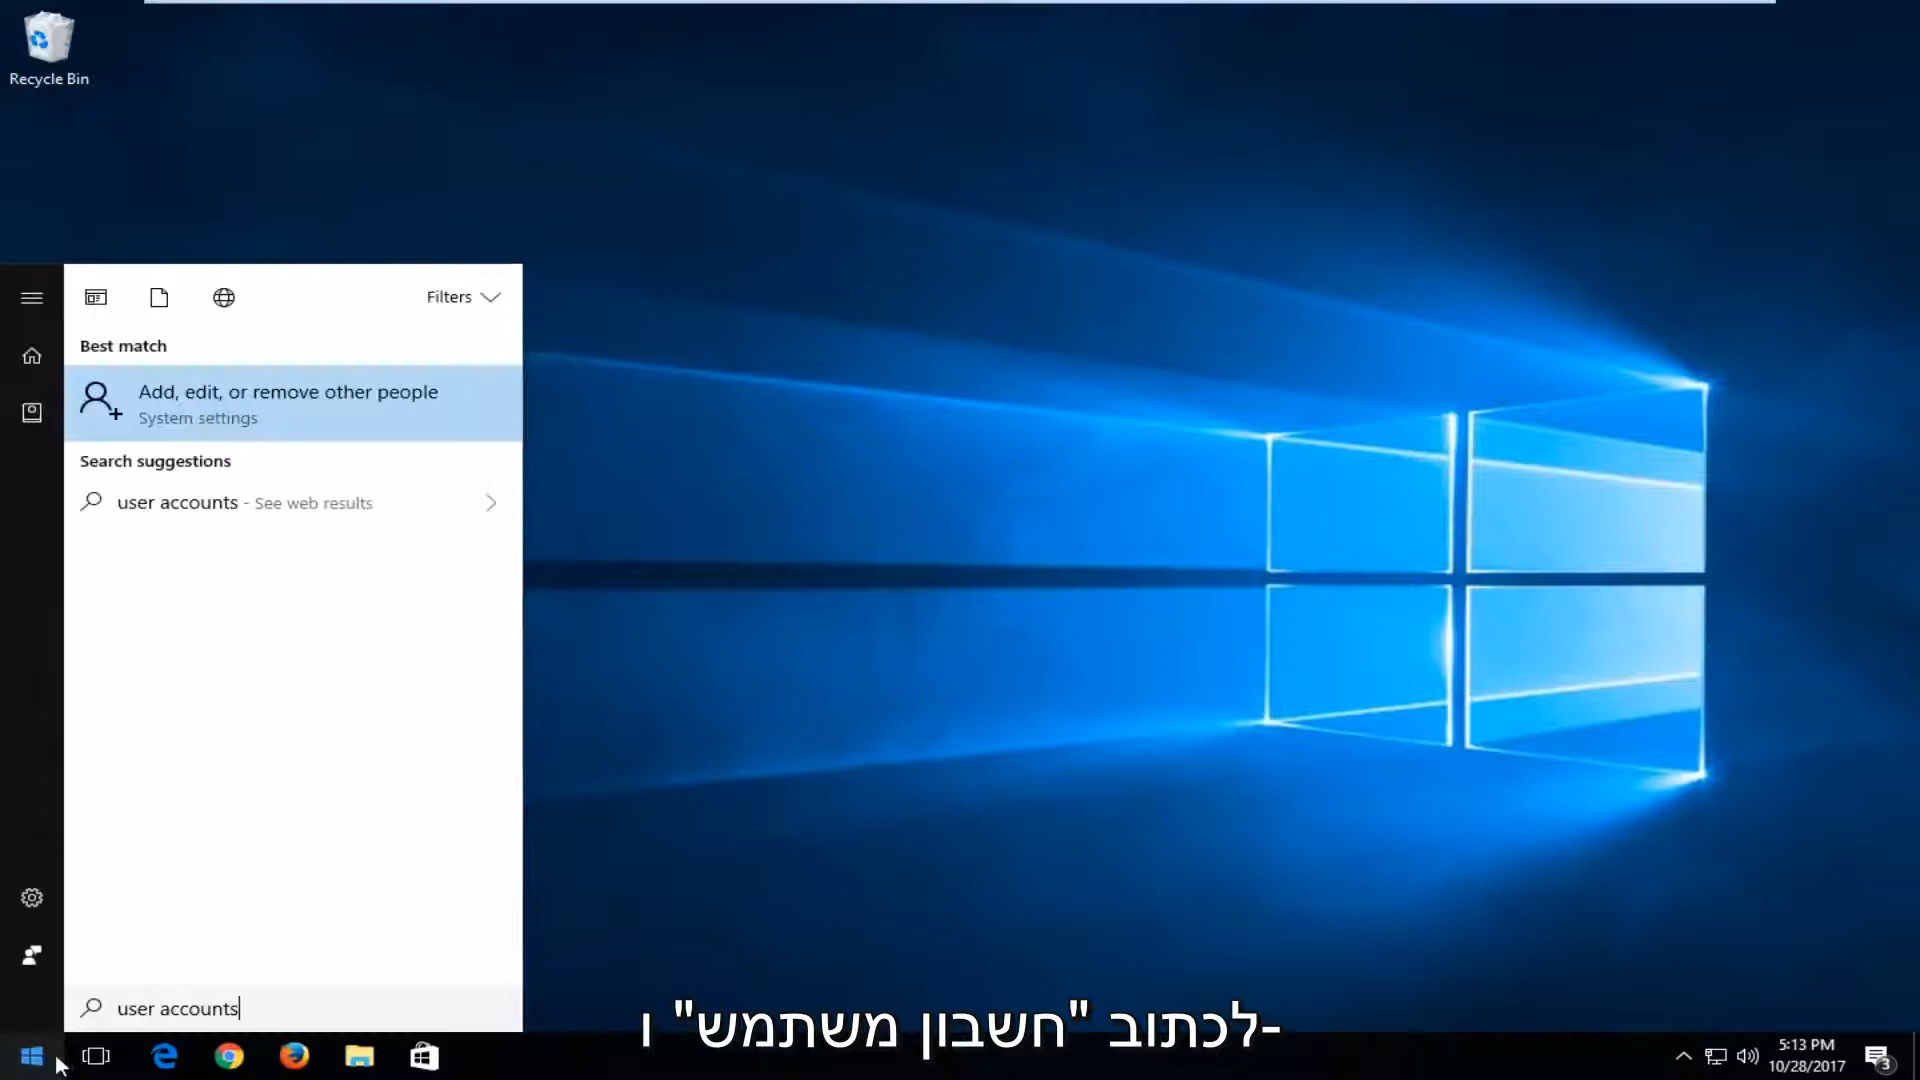 Recycle Bin
Filters
Best match
Add, edit, or remove other people
System settings
Search suggestions
user accounts - See web results
user accounts
לכתוב "חשבון משתמש" ו-
5:13 PM
10/28/2017
3